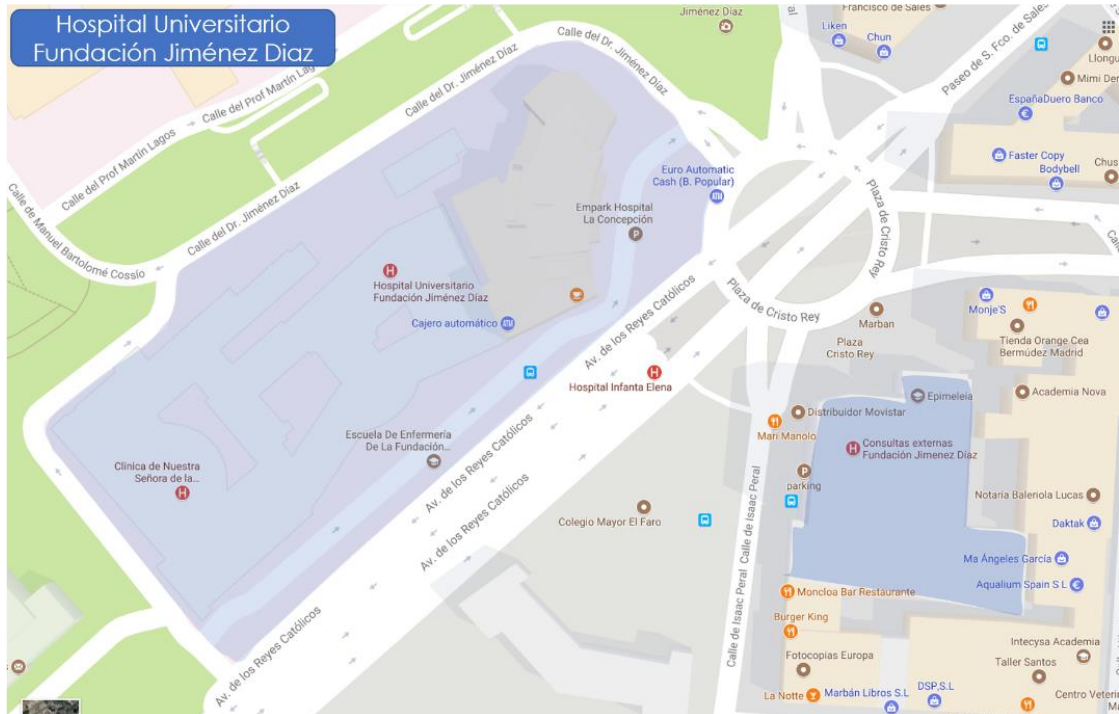 Hospital Universitario
Fundación Jiménez Diaz
Jiménez Díaz
Francisco de Sales
Liken
Chun
Paseo de S. Fco. de Sales
Mimi
EspañaDuero Banco
Faster Copy
Bodybell
Chus
Calle del Prof Martín Lagos
Calle del Prof Martín Lagos
Calle del Dr. Jiménez Díaz
Calle del Dr. Jiménez Díaz
Calle del Dr. Jiménez Díaz
Calle de Manuel Bartolomé Cossío
Euro Automatic
Cash (B. Popular)
Empark Hospital
La Concepción
Hospital Universitario
Fundación Jiménez Díaz
Cajero automático
Plaza de Cristo Rey
Plaza de Cristo Rey
Av. de los Reyes Católicos
Hospital Infanta Elena
Marban
Plaza
Cristo Rey
Monje'S
Tienda Orange Cea
Bermúdez Madrid
Academia Nova
Epimeleia
Distribuidor Movistar
Mari Manolo
Consultas externas
Fundación Jimenez Díaz
parking
Escuela De Enfermería
De La Fundación...
Clínica de Nuestra
Señora de la...
Av. de los Reyes Católicos
Av. de los Reyes Católicos
Av. de los Reyes Católicos
Colegio Mayor El Faro
Calle de Isaac Peral
Calle de Isaac Peral
Notaría Baleriola Lucas
Daktak
Ma Ángeles García
Aqualium Spain S.L
Moncloa Bar Restaurante
Burger King
Fotocopias Europa
La Notte
Marbán Libros S.L
DSP,S.L
Intecysa Academia
Taller Santos
Centro Veter